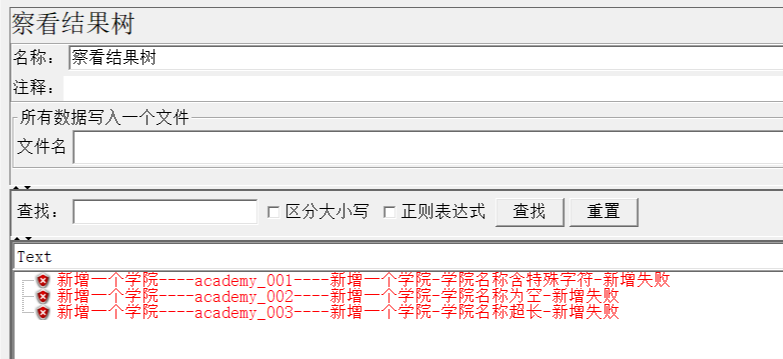 察看结果树
名称： 察看结果树
注释：
所有数据写入一个文件
文件名
查找： 区分大小写 正则表达式 查找 重置
Text
新增一个学院----academy_001----新增一个学院-学院名称含特殊字符-新增失败
新增一个学院----academy_002----新增一个学院-学院名称为空-新增失败
新增一个学院----academy_003----新增一个学院-学院名称超长-新增失败